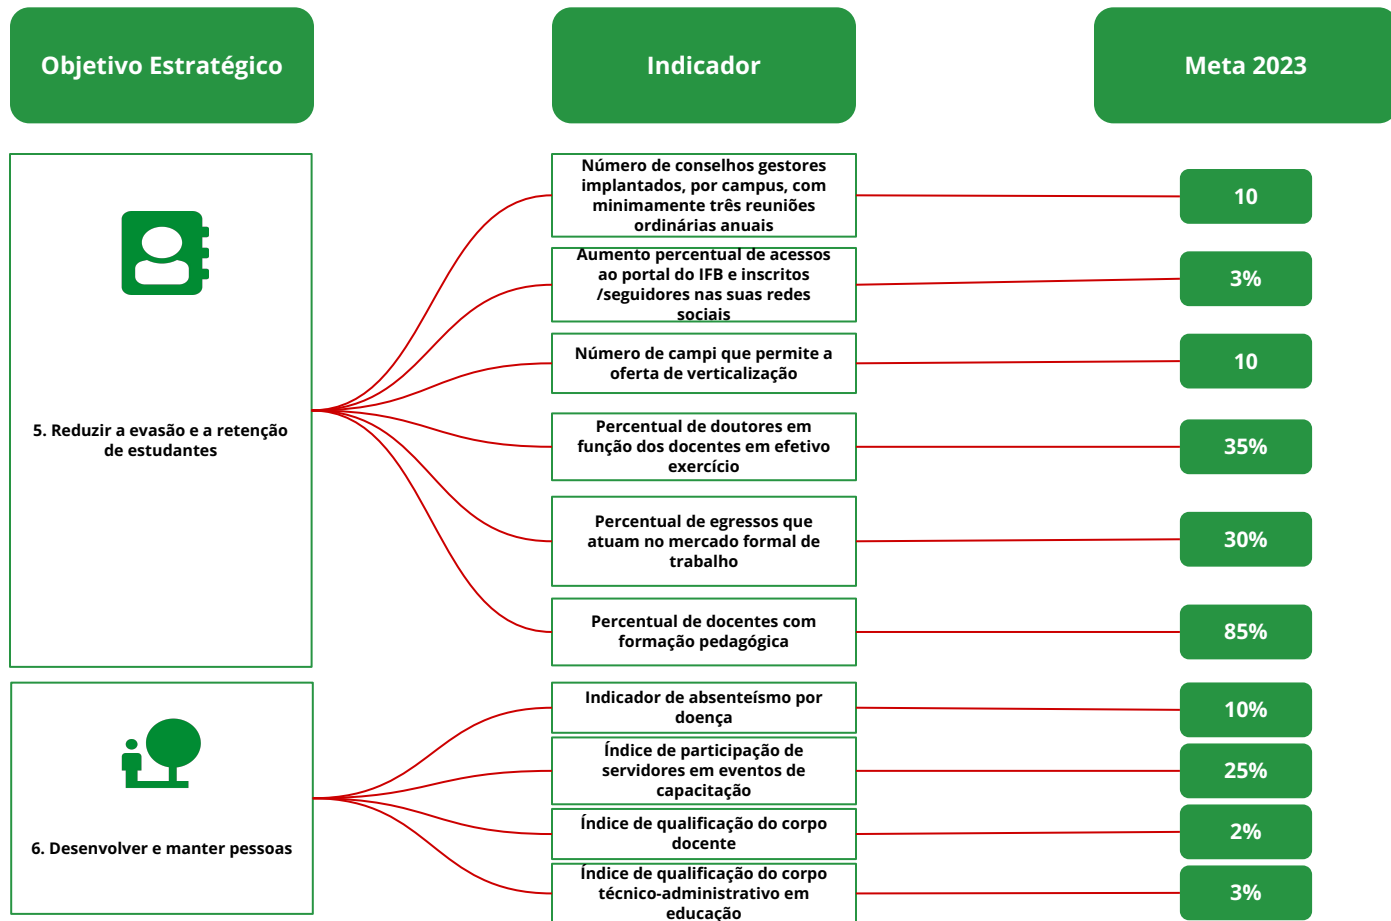 Objetivo Estratégico
Indicador
Meta 2023
5. Reduzir a evasão e a retenção
de estudantes
Número de conselhos gestores
implantados, por campus, com
minimamente três reuniões
ordinárias anuais
10
Aumento percentual de acessos
ao portal do IFB e inscritos
/seguidores nas suas redes
sociais
3%
Número de campi que permite a
oferta de verticalização
10
Percentual de doutores em
função dos docentes em efetivo
exercício
35%
Percentual de egressos que
atuam no mercado formal de
trabalho
30%
Percentual de docentes com
formação pedagógica
85%
6. Desenvolver e manter pessoas
Indicador de absenteísmo por
doença
10%
Índice de participação de
servidores em eventos de
capacitação
25%
Índice de qualificação do corpo
docente
2%
Índice de qualificação do corpo
técnico-administrativo em
educação
3%